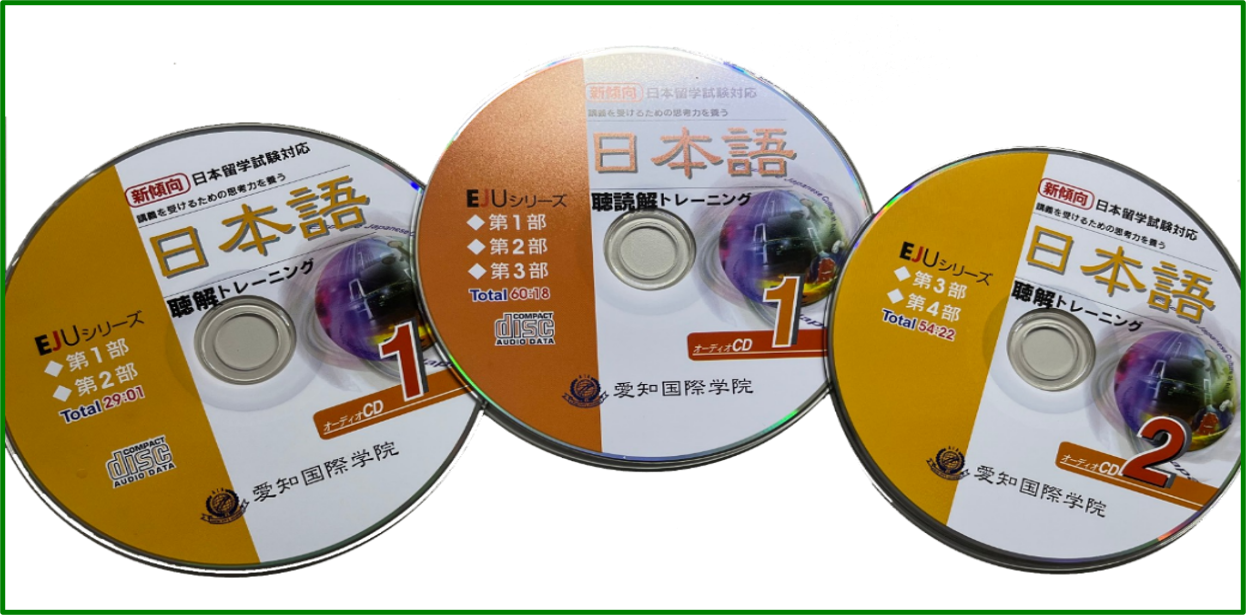 新傾向 日本留学試験対応
講義を受けるための思考力を養う
日本語
聴解トレーニング
EJUシリーズ
◆第1部
◆第2部
Total 29:01
COMPACT
disc
AUDIO DATA
オーディオCD 1
愛知国際学院
新傾向 日本留学試験対応
講義を受けるための思考力を養う
日本語
聴読解トレーニング
EJUシリーズ
◆第1部
◆第2部
◆第3部
Total 60:18
COMPACT
disc
AUDIO DATA
オーディオCD 1
愛知国際学院
新傾向 日本留学試験対応
講義を受けるための思考力を養う
日本語
聴解トレーニング
EJUシリーズ
◆第3部
◆第4部
Total 54:22
オーディオCD 2
愛知国際学院